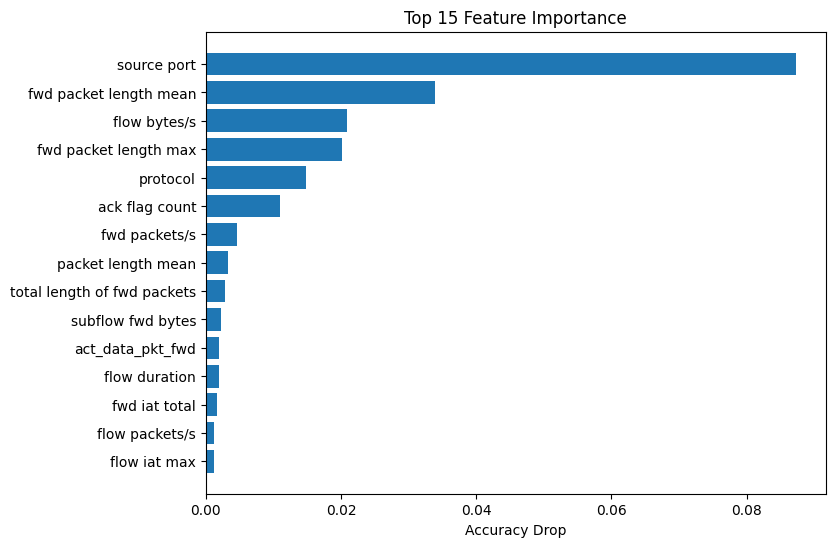 Top 15 Feature Importance
source port
fwd packet length mean
flow bytes/s
fwd packet length max
protocol
ack flag count
fwd packets/s
packet length mean
total length of fwd packets
subflow fwd bytes
act_data_pkt_fwd
flow duration
fwd iat total
flow packets/s
flow iat max
0.00 0.02 0.04 0.06 0.08
Accuracy Drop